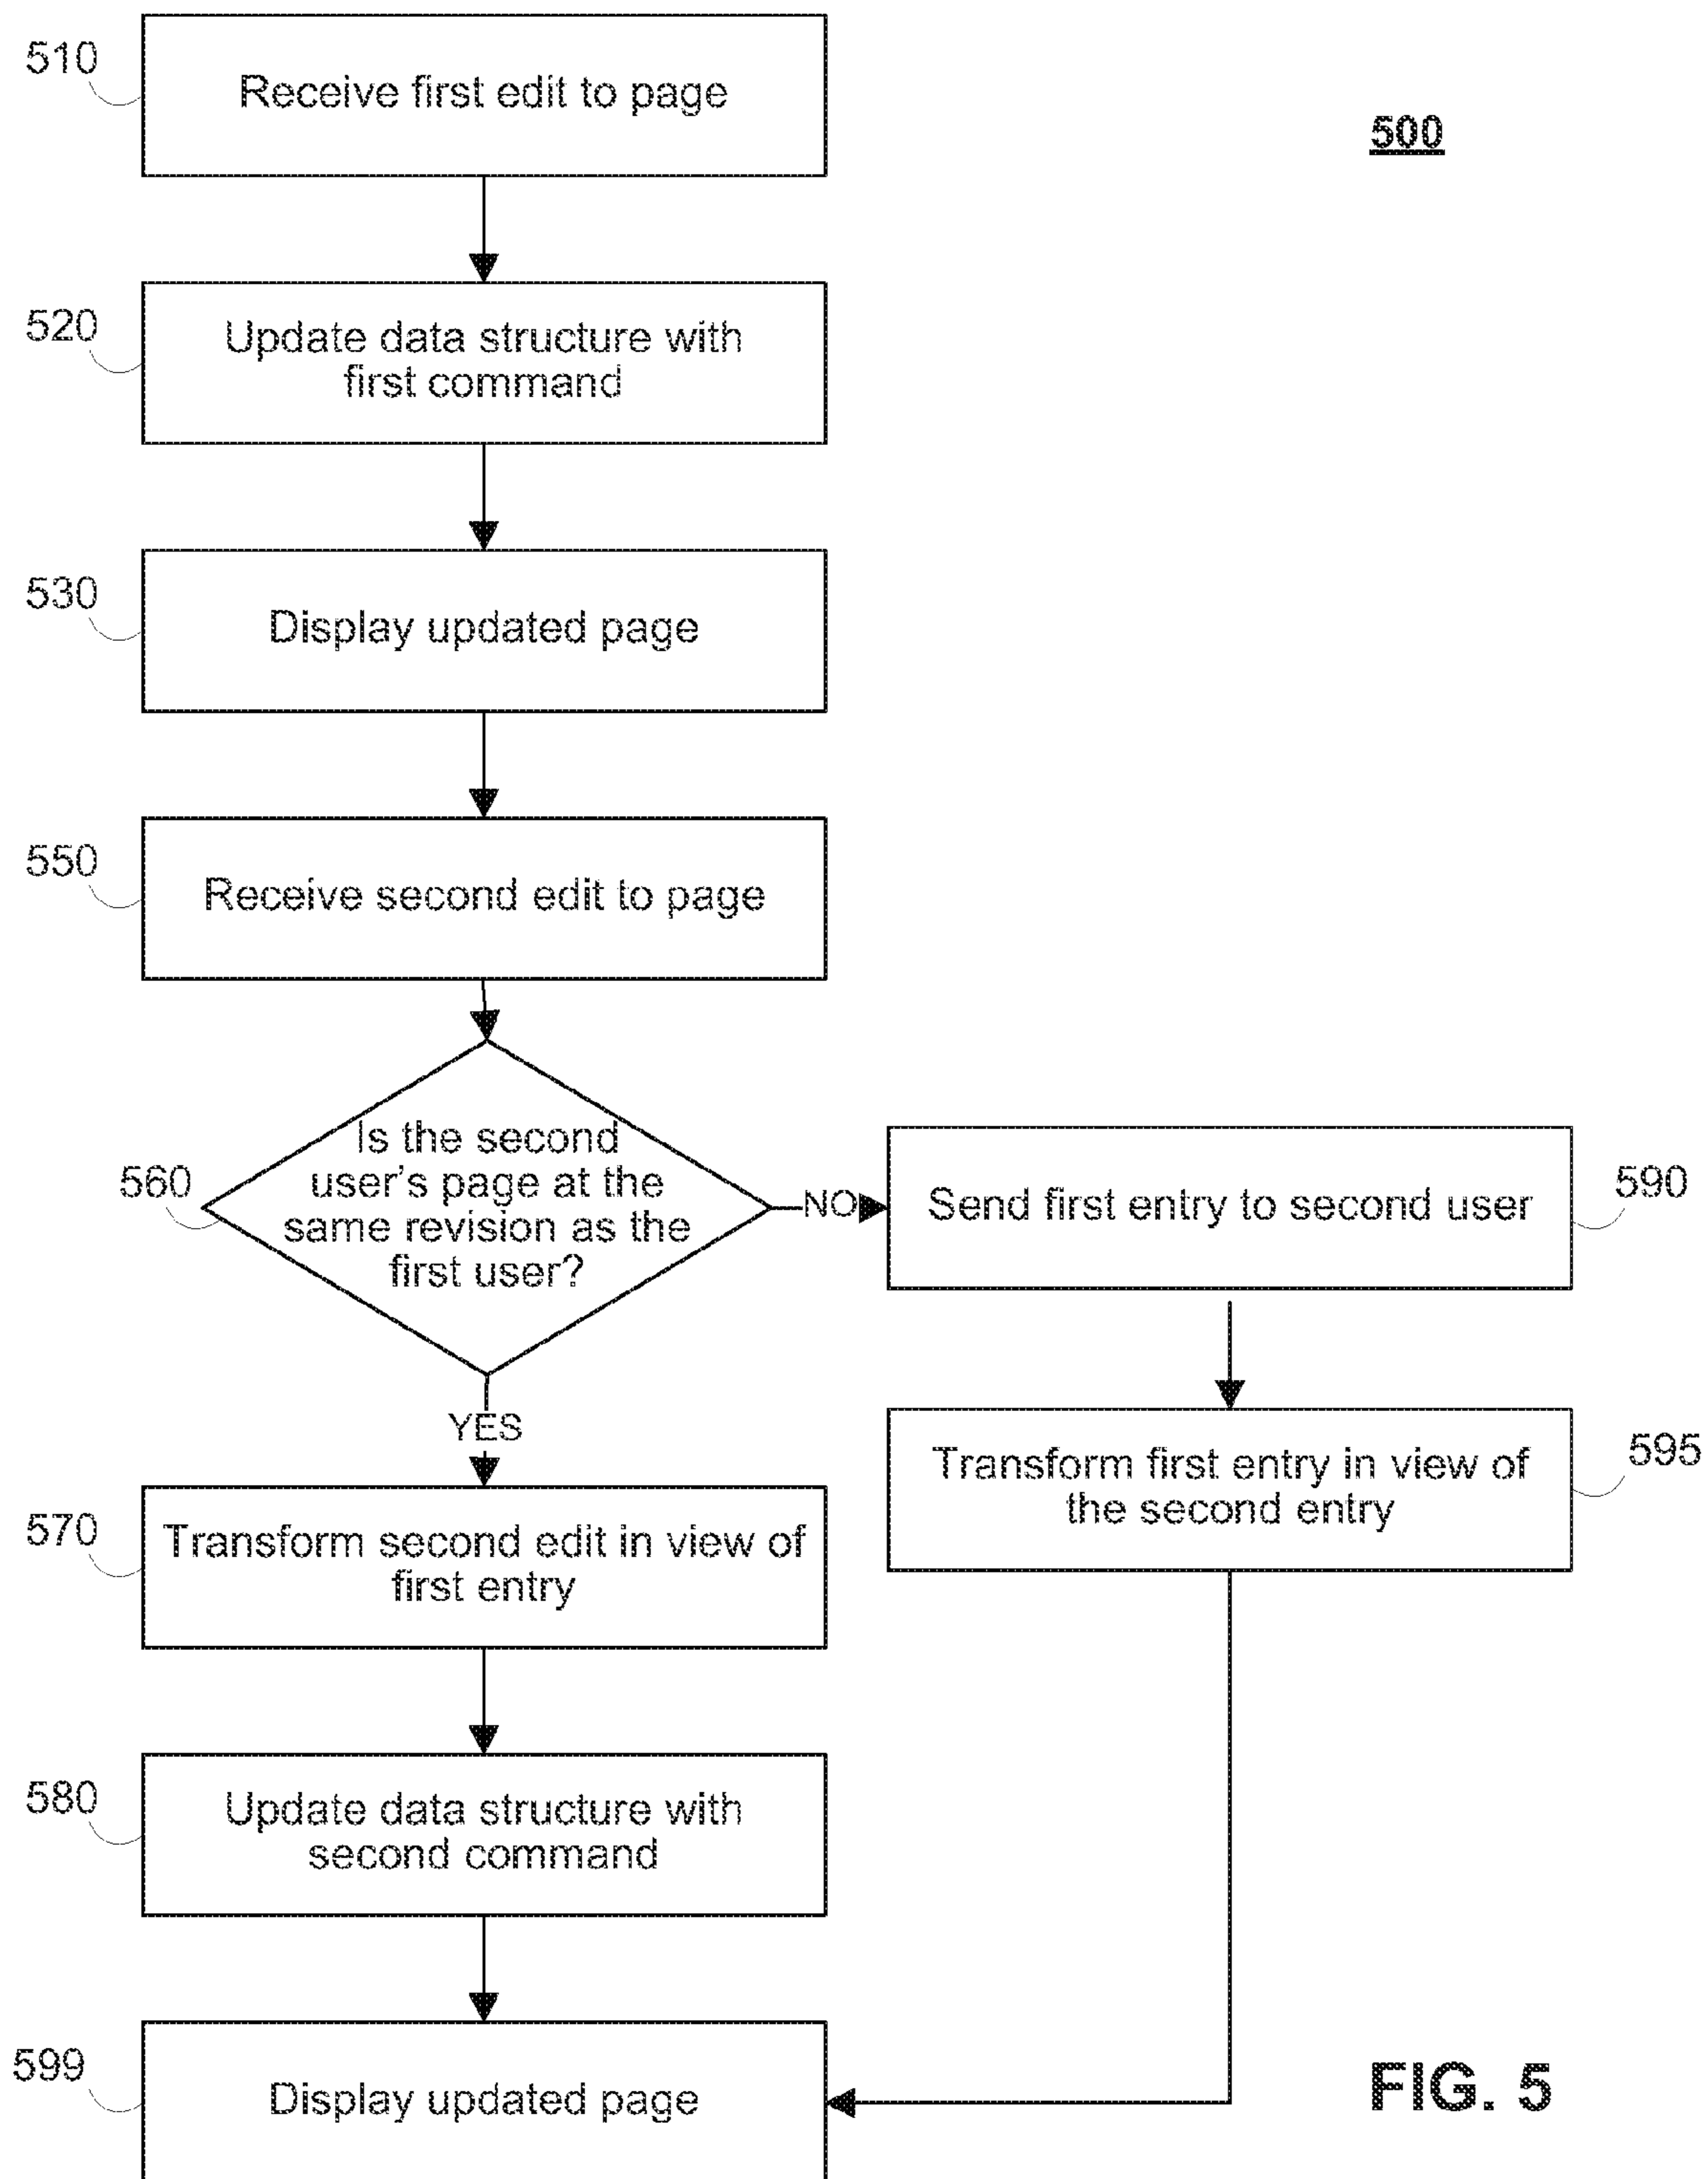 510
Receive first edit to page
500
520
Update data structure with
first command
530
Display updated page
550
Receive second edit to page
560
Is the second
user's page at the
same revision as the
first user?
NO
Send first entry to second user
590
YES
Transform first entry in view of
the second entry
595
570
Transform second edit in view of
first entry
580
Update data structure with
second command
599
Display updated page
FIG. 5